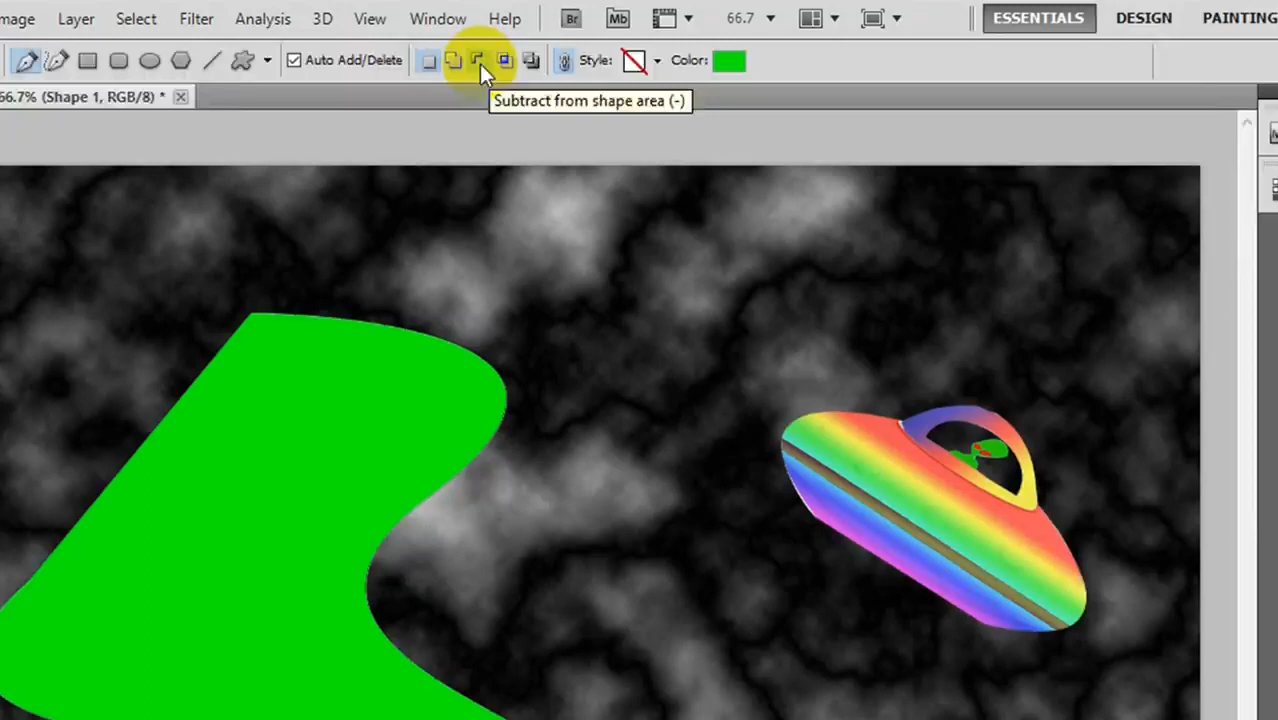 mage Layer Select Filter Analysis 3D View Window Help Br Mb 66.7 ESSENTIALS DESIGN PAINTING
Auto Add/Delete Style: Color:
66.7% (Shape 1, RGB/8) *
Subtract from shape area (-)